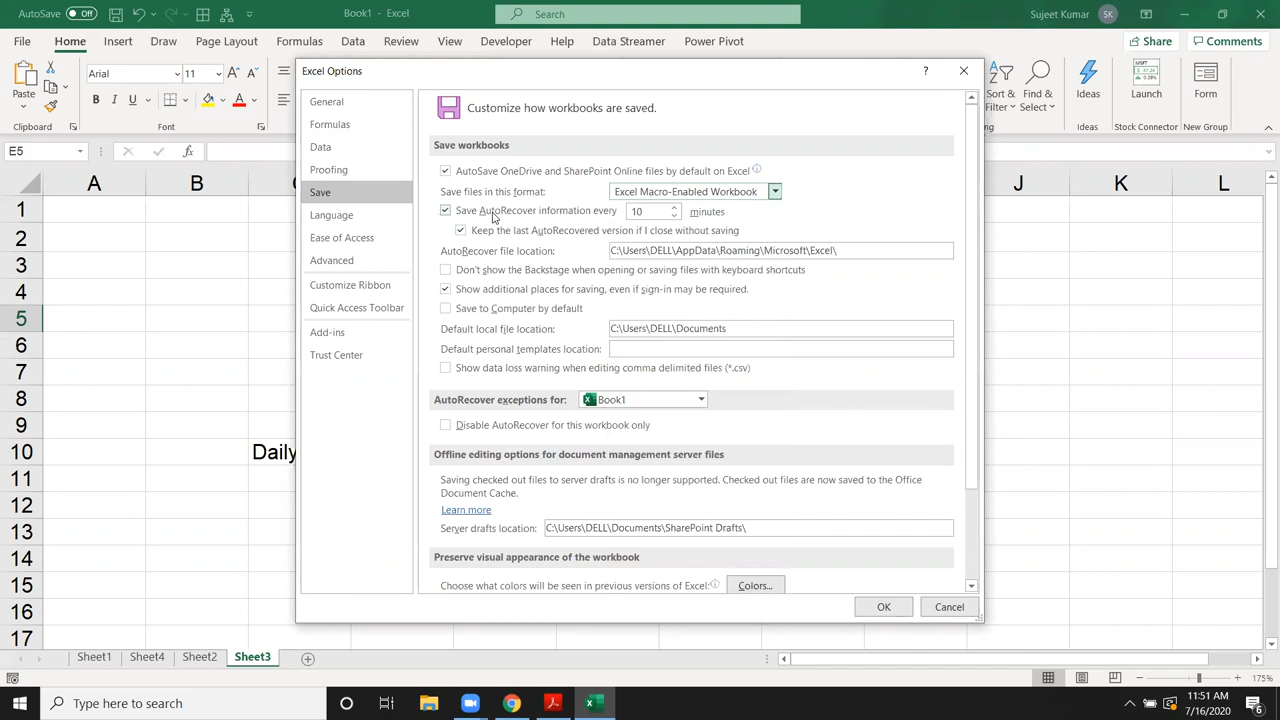 AutoSave Off Book1 - Excel Search Sujeet Kumar SK
File Home Insert Draw Page Layout Formulas Data Review View Developer Help Data Streamer Power Pivot Share Comments
Paste Arial 11 Sort & Filter Find & Select Ideas Launch Form
Clipboard Ideas Stock Connector New Group
E5 fx
A B J K L
1
2
3
4
5
6
7
8
9
10 Daily
11
12
13
14
15
16
17
Excel Options ?
General
Formulas
Data
Proofing
Save
Language
Ease of Access
Advanced
Customize Ribbon
Quick Access Toolbar
Add-ins
Trust Center
Customize how workbooks are saved.
Save workbooks
AutoSave OneDrive and SharePoint Online files by default on Excel
Save files in this format: Excel Macro-Enabled Workbook
Save AutoRecover information every 10 minutes
Keep the last AutoRecovered version if I close without saving
AutoRecover file location: C:\Users\DELL\AppData\Roaming\Microsoft\Excel\
Don't show the Backstage when opening or saving files with keyboard shortcuts
Show additional places for saving, even if sign-in may be required.
Save to Computer by default
Default local file location: C:\Users\DELL\Documents
Default personal templates location:
Show data loss warning when editing comma delimited files (*.csv)
AutoRecover exceptions for: Book1
Disable AutoRecover for this workbook only
Offline editing options for document management server files
Saving checked out files to server drafts is no longer supported. Checked out files are now saved to the Office
Document Cache.
Learn more
Server drafts location: C:\Users\DELL\Documents\SharePoint Drafts\
Preserve visual appearance of the workbook
Choose what colors will be seen in previous versions of Excel: Colors...
OK Cancel
Sheet1 Sheet4 Sheet2 Sheet3
175%
Type here to search
11:51 AM
7/16/2020
6